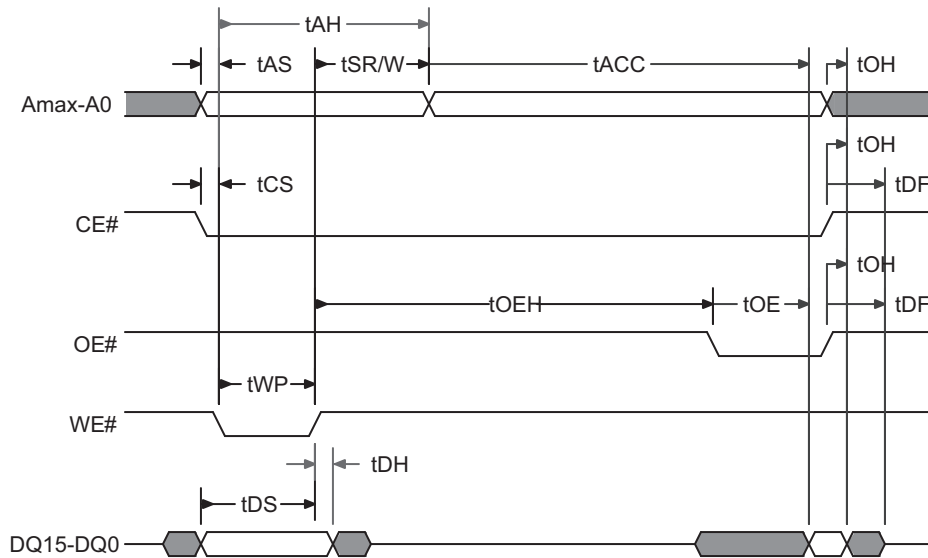 tAH
tAS tSR/W tACC tOH
Amax-A0
tOH
tCS tDF
CE#
tOH
tOEH tOE tDF
OE#
tWP
WE#
tDH
tDS
DQ15-DQ0